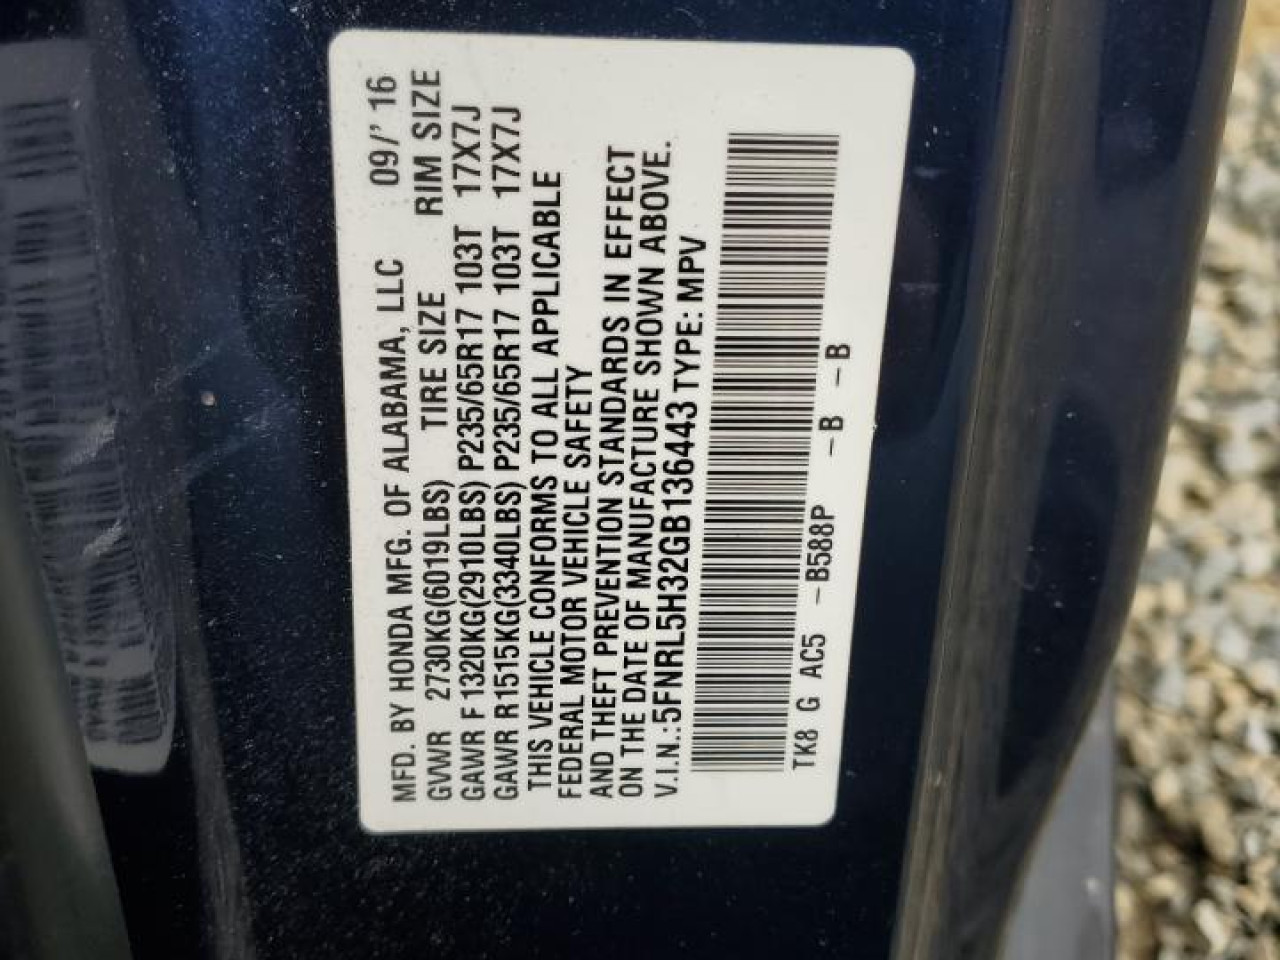 MFD. BY HONDA MFG. OF ALABAMA, LLC 09/'16
GVWR 2730KG(6019LBS) TIRE SIZE RIM SIZE
GAWR F 1320KG(2910LBS) P235/65R17 103T 17X7J
GAWR R 1515KG(3340LBS) P235/65R17 103T 17X7J
THIS VEHICLE CONFORMS TO ALL APPLICABLE
FEDERAL MOTOR VEHICLE SAFETY
AND THEFT PREVENTION STANDARDS IN EFFECT
ON THE DATE OF MANUFACTURE SHOWN ABOVE.
V.I.N.:5FNRL5H32GB136443 TYPE: MPV
TK8 G AC5 -B588P -B -B